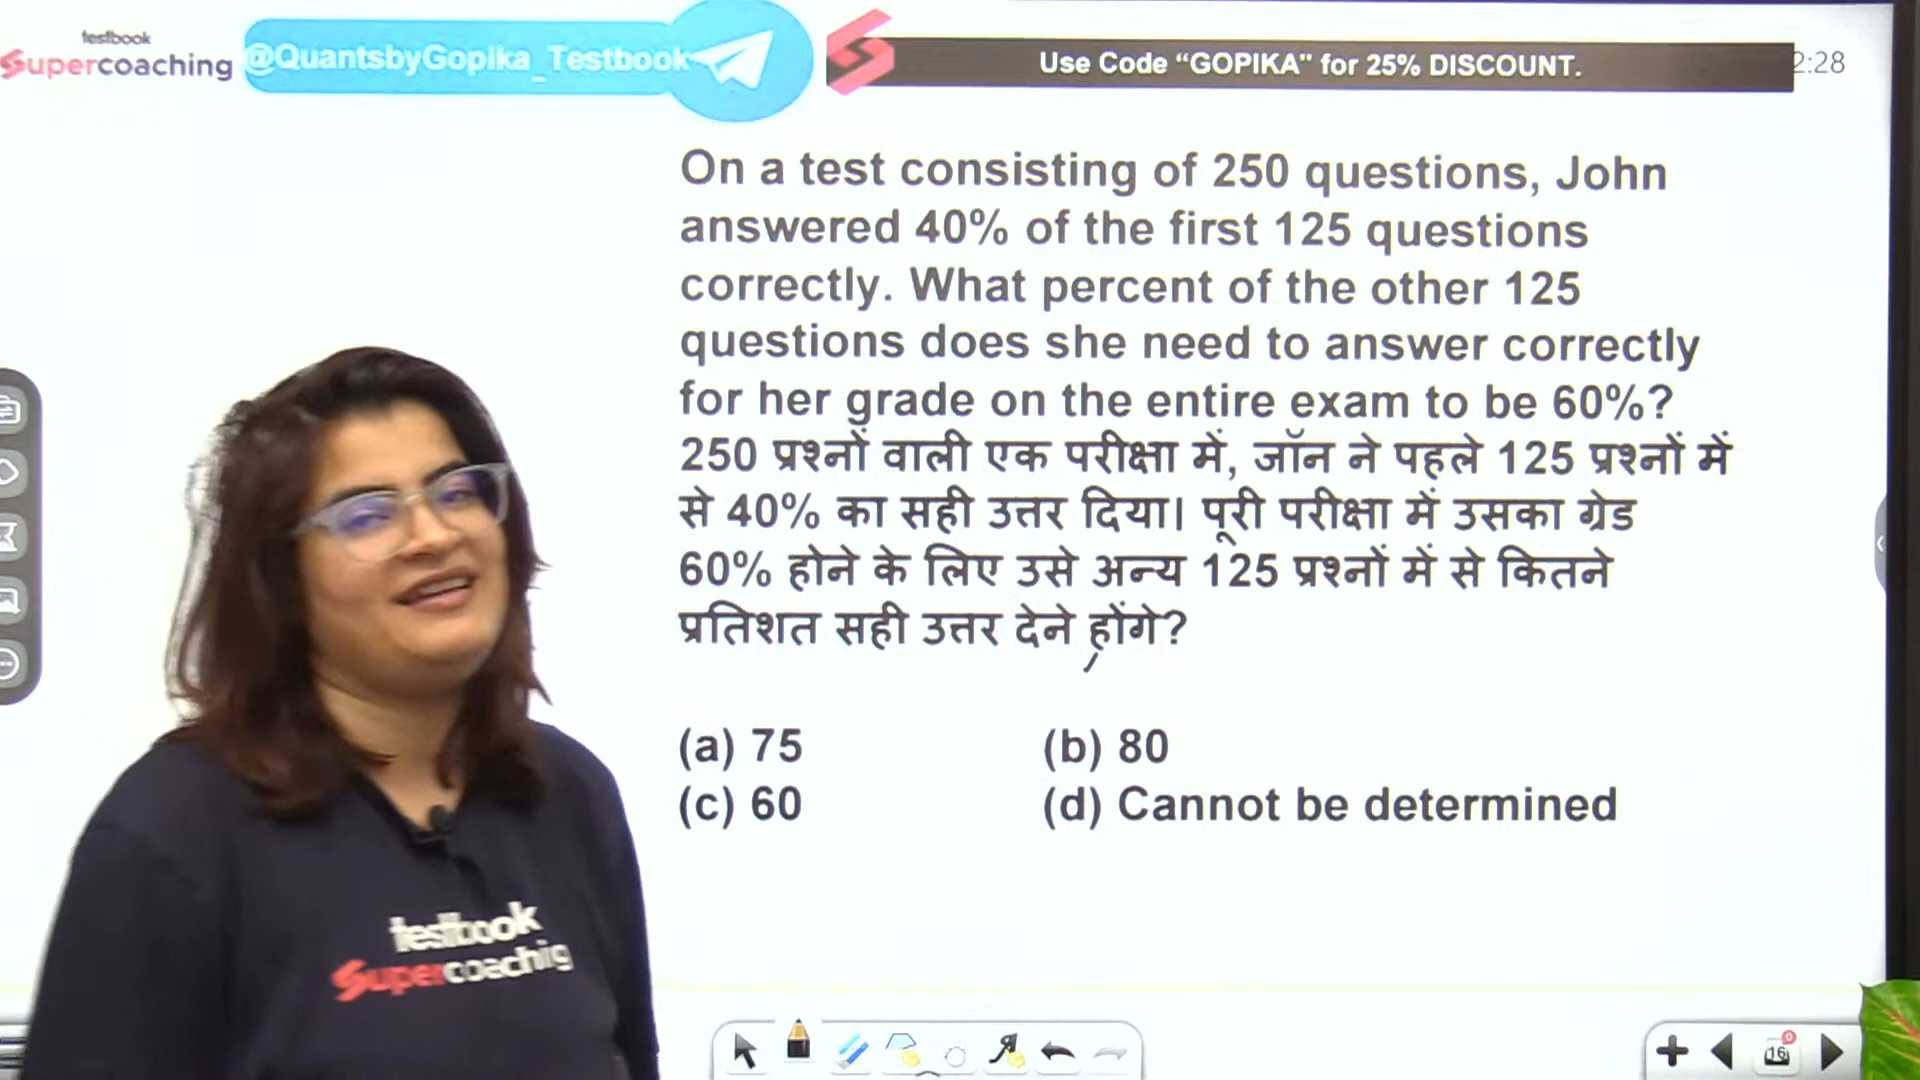 testbook
Supercoaching
@QuantsbyGopika_Testbook
Use Code “GOPIKA” for 25% DISCOUNT.
2:28
On a test consisting of 250 questions, John
answered 40% of the first 125 questions
correctly. What percent of the other 125
questions does she need to answer correctly
for her grade on the entire exam to be 60%?
250 प्रश्नों वाली एक परीक्षा में, जॉन ने पहले 125 प्रश्नों में
से 40% का सही उत्तर दिया। पूरी परीक्षा में उसका ग्रेड
60% होने के लिए उसे अन्य 125 प्रश्नों में से कितने
प्रतिशत सही उत्तर देने होंगे?
(a) 75
(b) 80
(c) 60
(d) Cannot be determined
testbook
Supercoachig
0
16